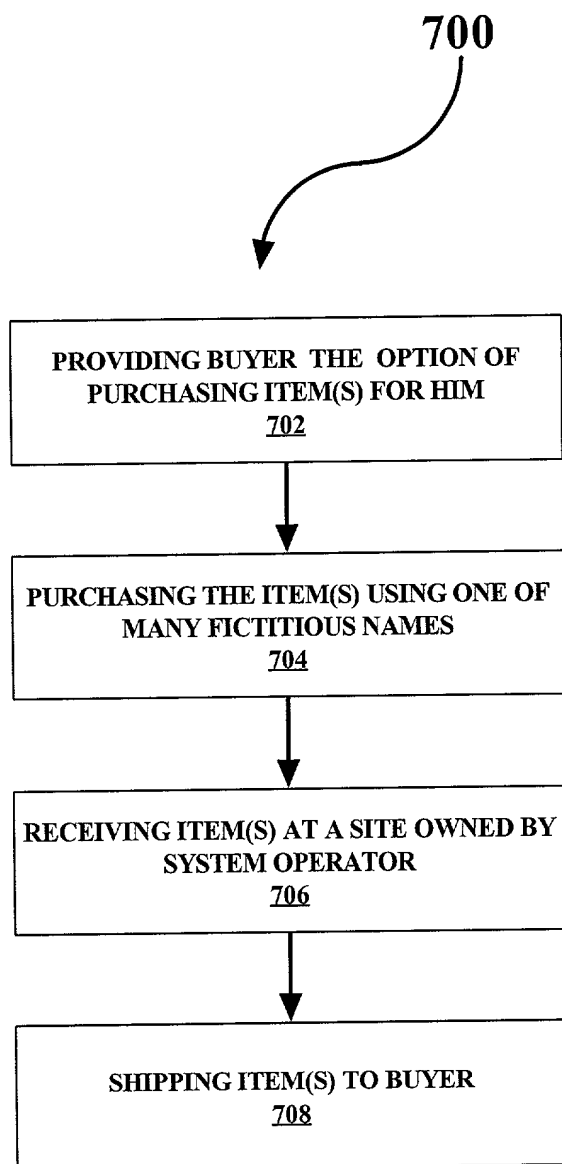 700
PROVIDING BUYER THE OPTION OF
PURCHASING ITEM(S) FOR HIM
702
PURCHASING THE ITEM(S) USING ONE OF
MANY FICTITIOUS NAMES
704
RECEIVING ITEM(S) AT A SITE OWNED BY
SYSTEM OPERATOR
706
SHIPPING ITEM(S) TO BUYER
708